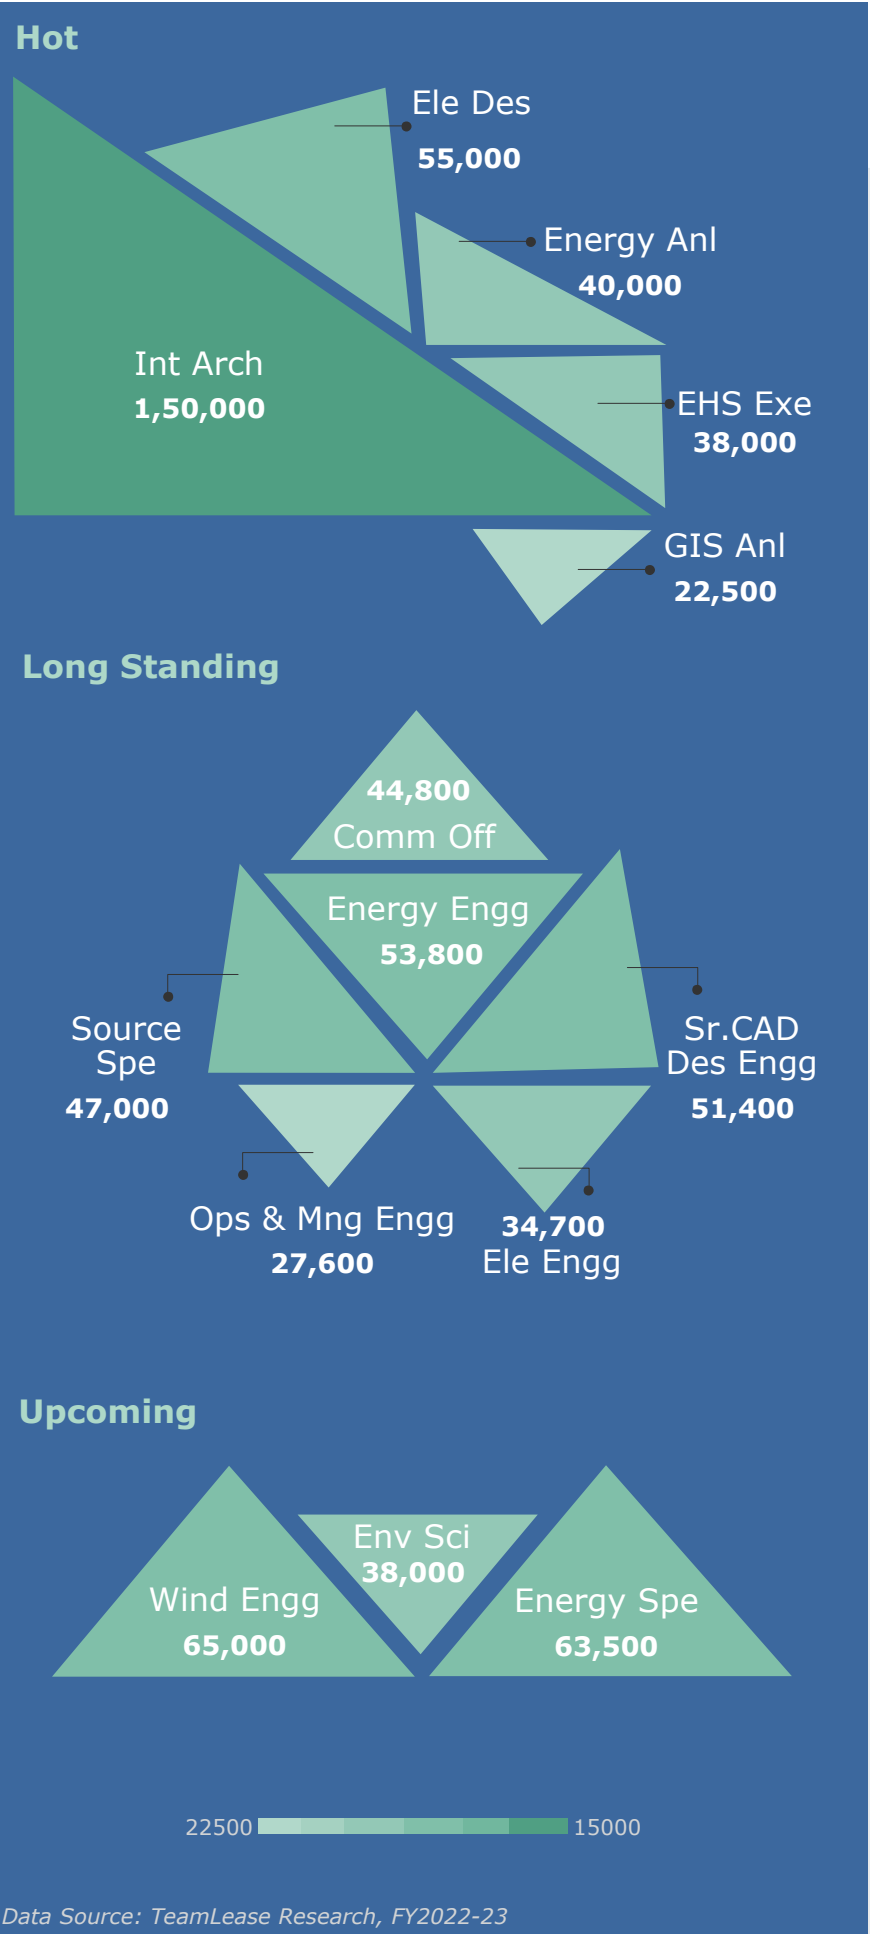 Hot
Ele Des
55,000
Energy Anl
40,000
Int Arch
1,50,000
EHS Exe
38,000
GIS Anl
22,500
Long Standing
44,800
Comm Off
Energy Engg
53,800
Source
Spe
47,000
Sr.CAD
Des Engg
51,400
Ops & Mng Engg
27,600
34,700
Ele Engg
Upcoming
Env Sci
38,000
Wind Engg
65,000
Energy Spe
63,500
22500 15000
Data Source: TeamLease Research, FY2022-23